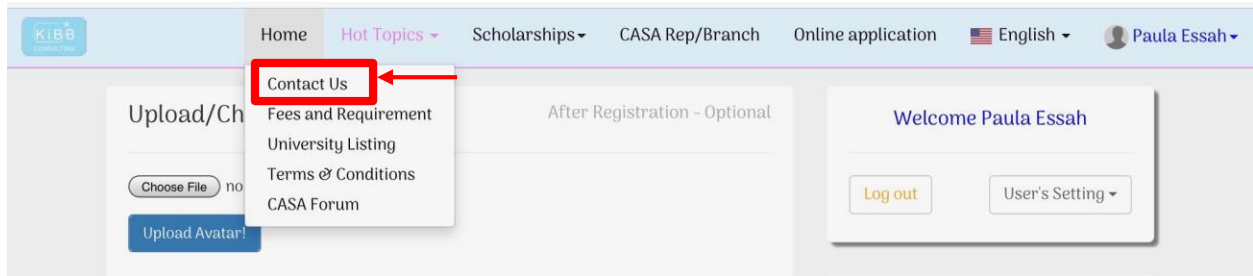 KIBB
CONSULTING
Home Hot Topics Scholarships CASA Rep/Branch Online application English Paula Essah
Contact Us
Fees and Requirement
University Listing
Terms & Conditions
CASA Forum
Upload/Ch After Registration - Optional
Choose File no
Upload Avatar!
Welcome Paula Essah
Log out User's Setting